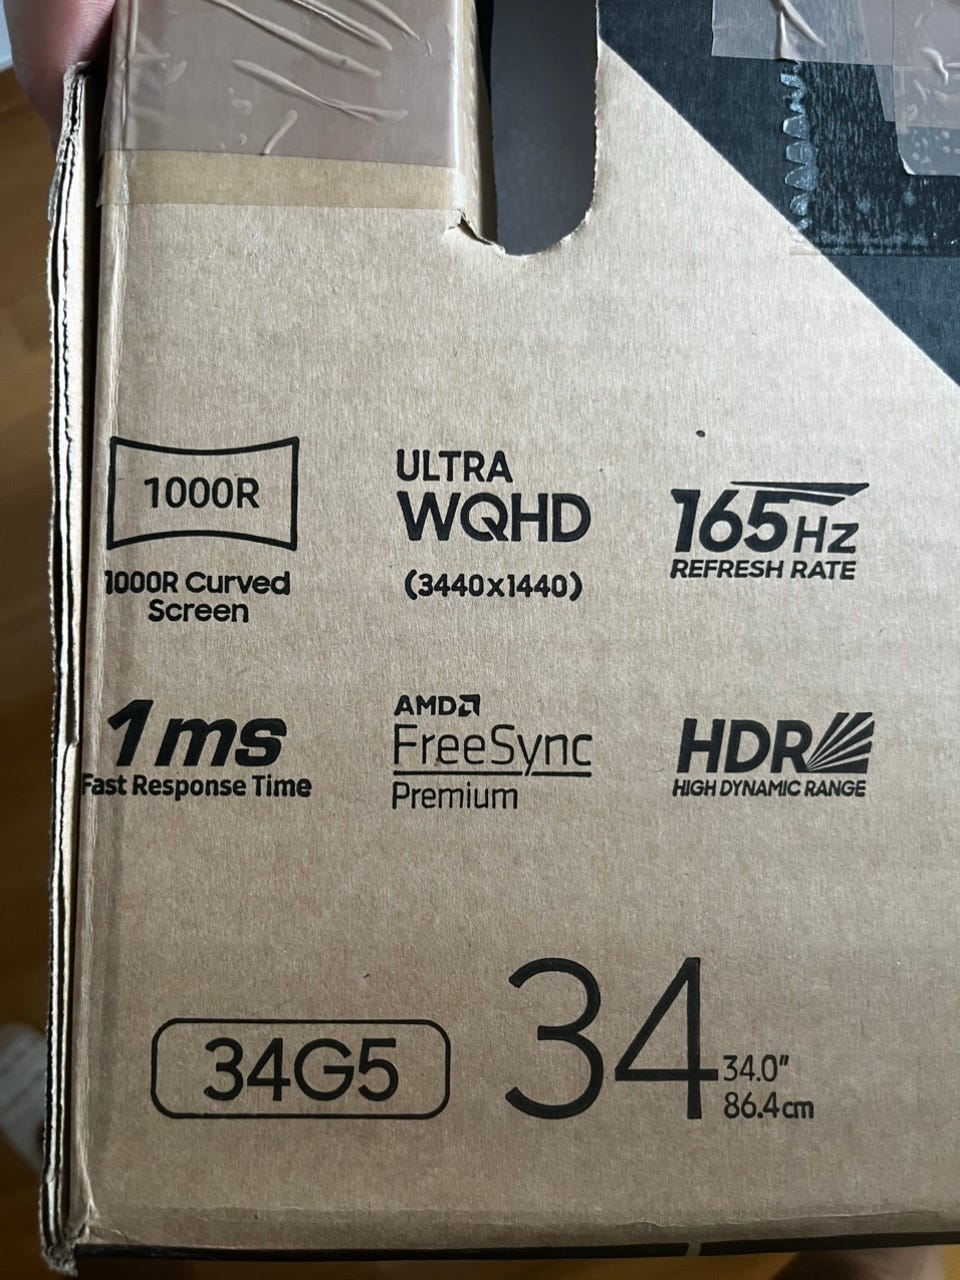 1000R
1000R Curved
Screen
ULTRA
WQHD
(3440x1440)
165Hz
REFRESH RATE
1ms
Fast Response Time
AMD
FreeSync
Premium
HDR
HIGH DYNAMIC RANGE
34G5
34
34.0"
86.4cm